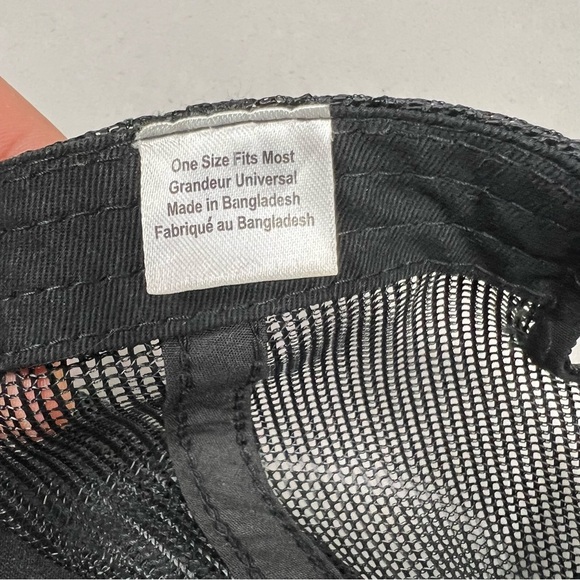 One Size Fits Most
Grandeur Universal
Made in Bangladesh
Fabriqué au Bangladesh